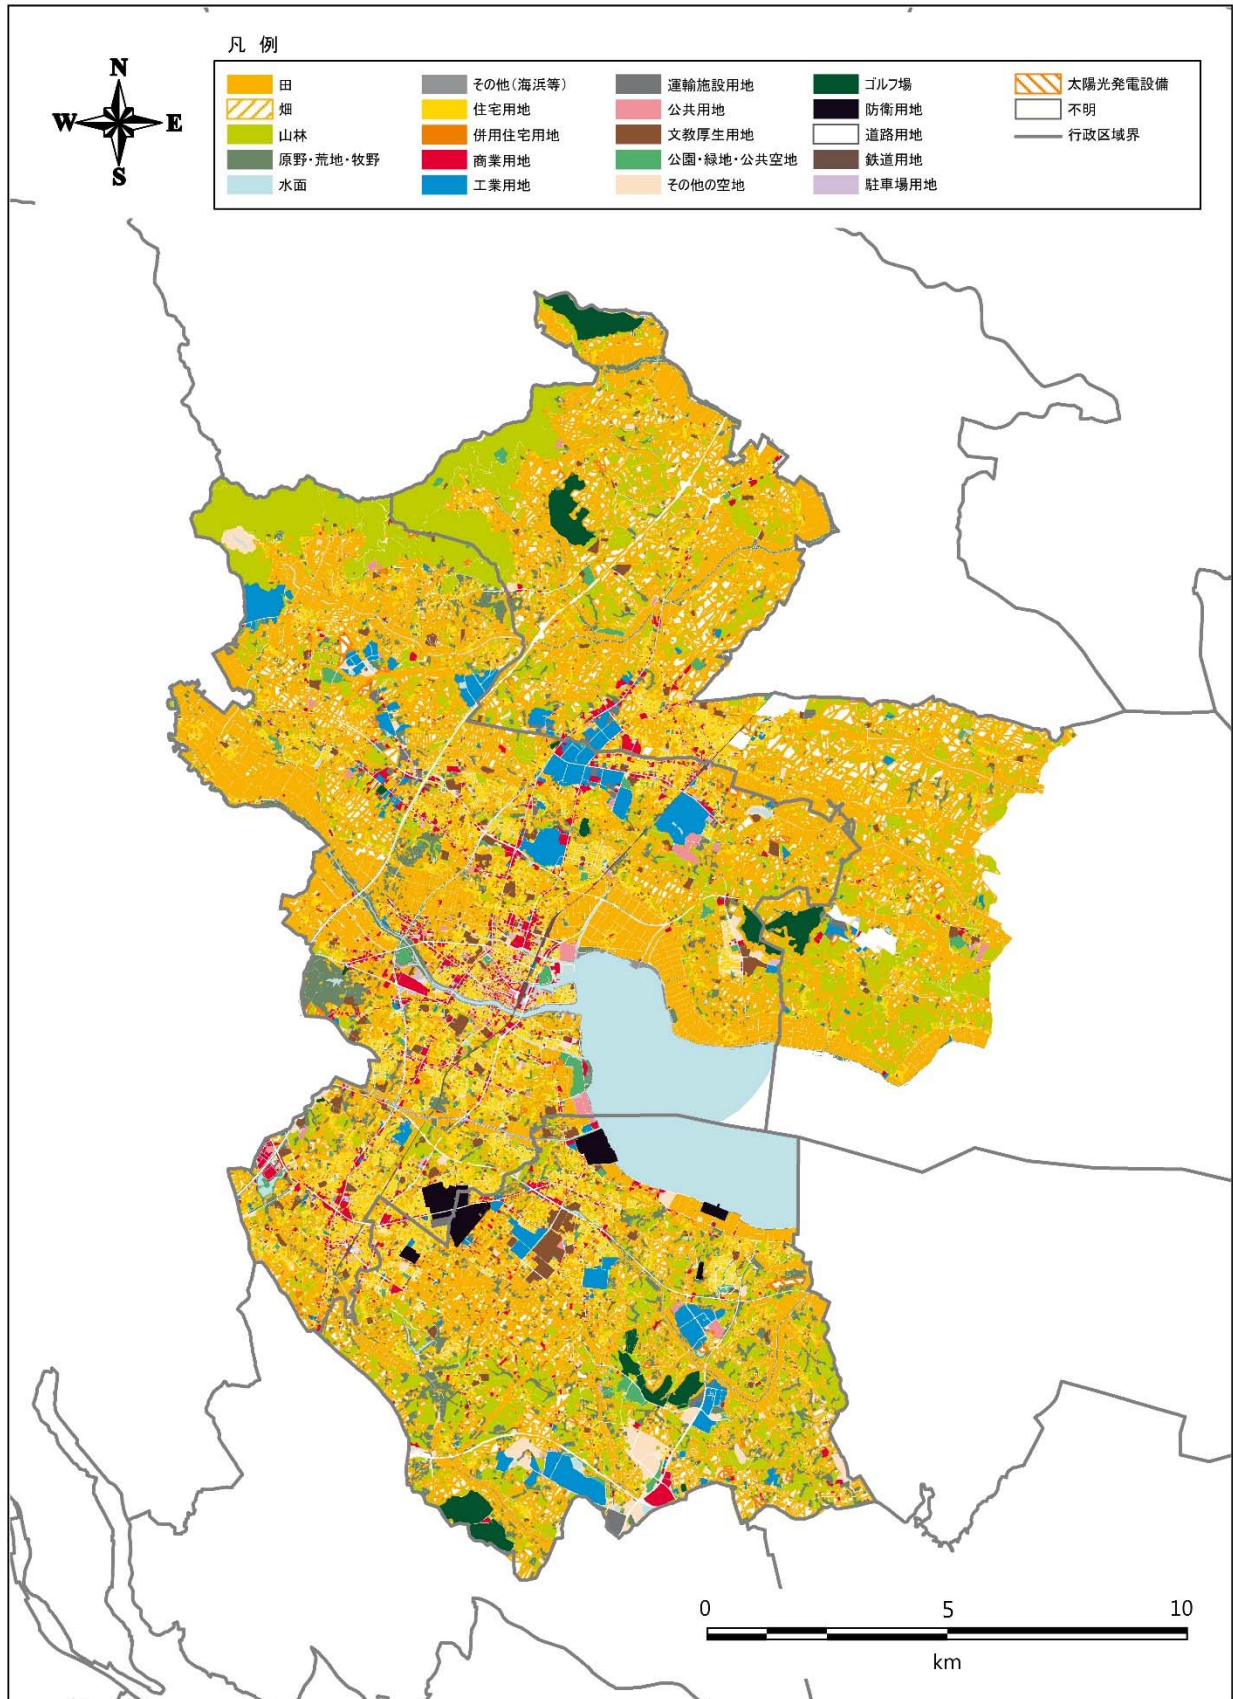 凡 例
N
W E
S
田
畑
山林
原野・荒地・牧野
水面
その他(海浜等)
住宅用地
併用住宅用地
商業用地
工業用地
運輸施設用地
公共用地
文教厚生用地
公園・緑地・公共空地
その他の空地
ゴルフ場
防衛用地
道路用地
鉄道用地
駐車場用地
太陽光発電設備
不明
行政区域界
0 5 10
km